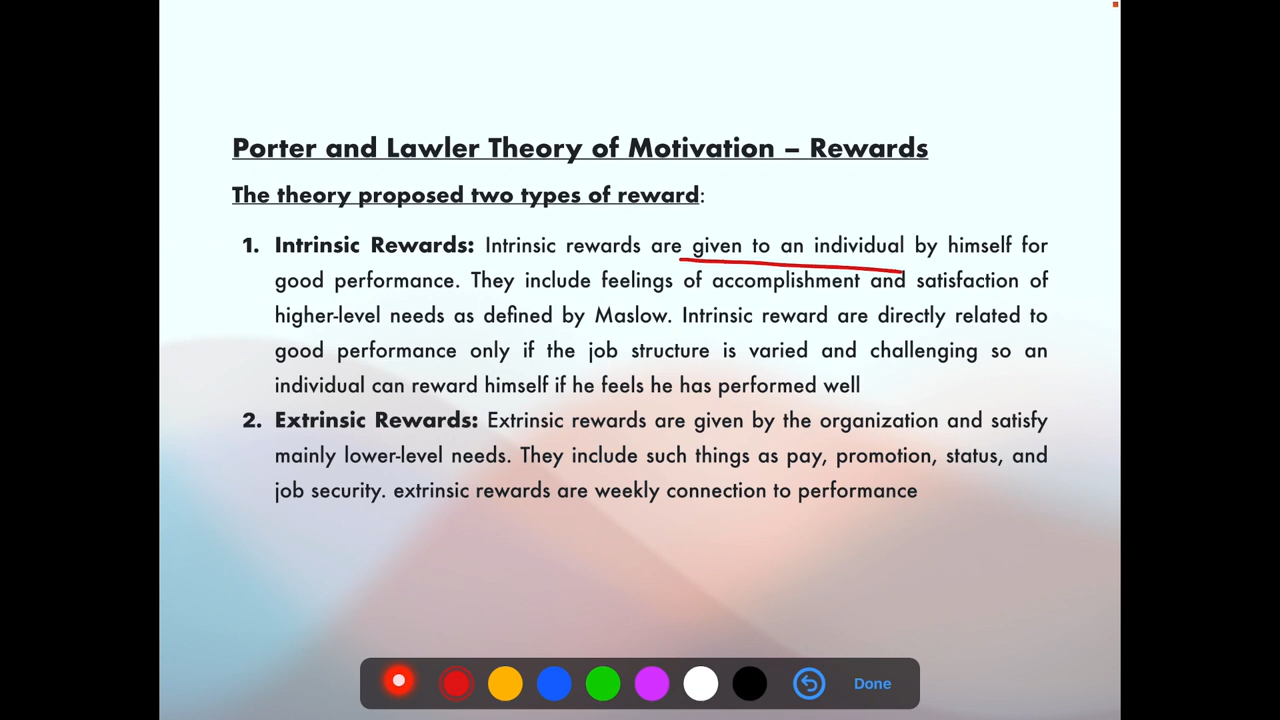 Porter and Lawler Theory of Motivation – Rewards
The theory proposed two types of reward:
1. Intrinsic Rewards: Intrinsic rewards are given to an individual by himself for
good performance. They include feelings of accomplishment and satisfaction of
higher-level needs as defined by Maslow. Intrinsic reward are directly related to
good performance only if the job structure is varied and challenging so an
individual can reward himself if he feels he has performed well
2. Extrinsic Rewards: Extrinsic rewards are given by the organization and satisfy
mainly lower-level needs. They include such things as pay, promotion, status, and
job security. extrinsic rewards are weekly connection to performance
Done